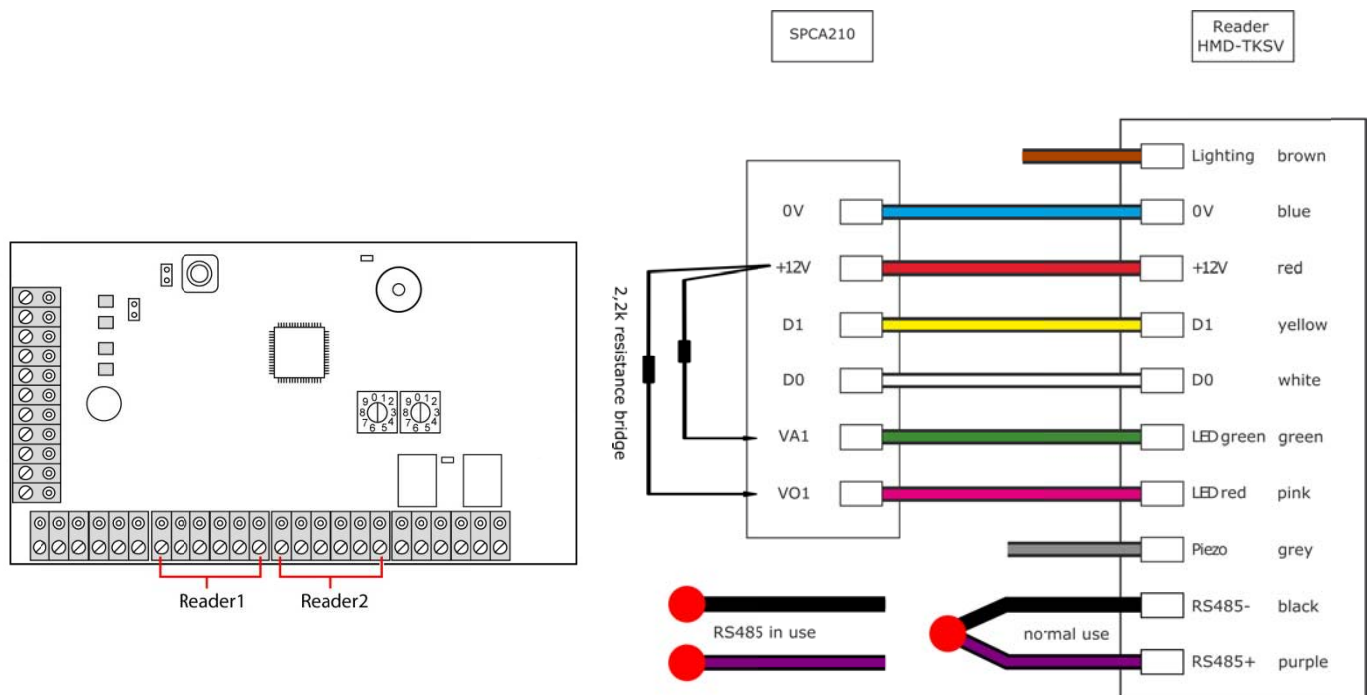 SPCA210
Reader
HMD-TKSV
Lighting brown
0V 0V blue
+12V +12V red
D1 D1 yellow
D0 D0 white
VA1 LED green green
VO1 LED red pink
Piezo grey
RS485- black
RS485+ purple
2,2k resistance bridge
RS485 in use
normal use
9 0 1 2
8 3
7 6 5 4
9 0 1 2
8 3
7 6 5 4
Reader1
Reader2